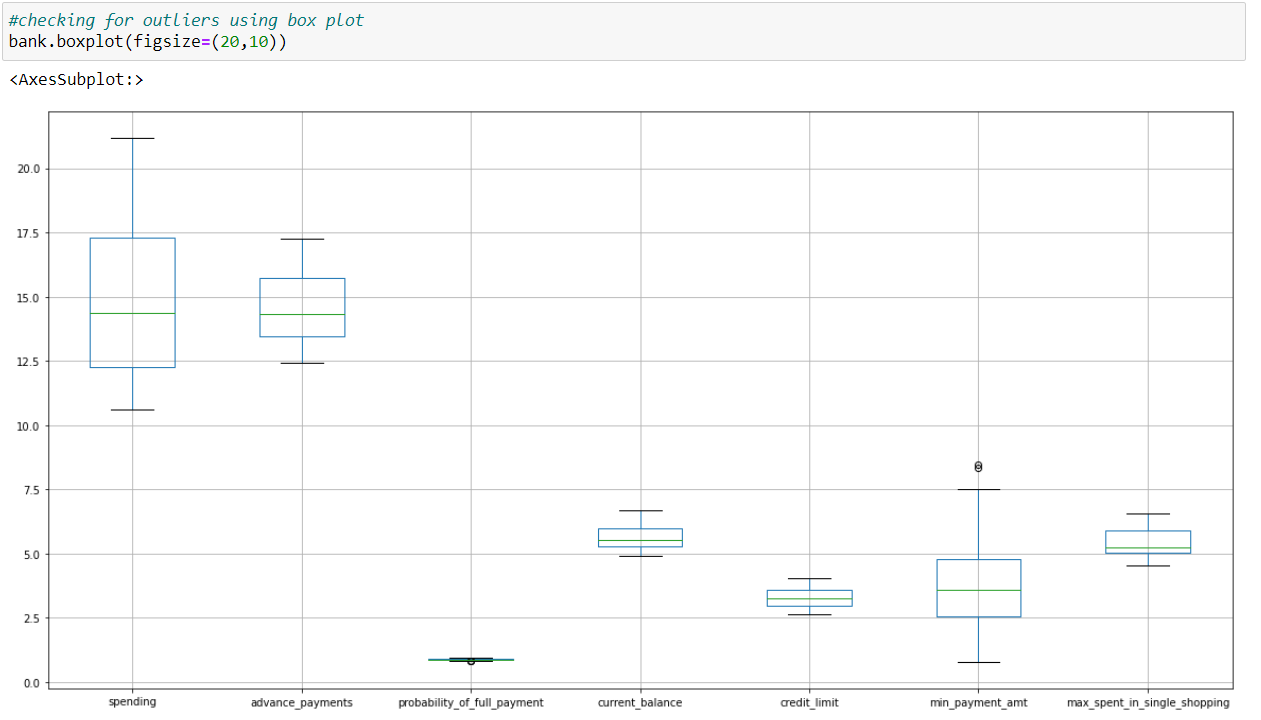 #checking for outliers using box plot
bank.boxplot(figsize=(20,10))
<AxesSubplot:>
20.0
17.5
15.0
12.5
10.0
7.5
5.0
2.5
0.0
spending advance_payments probability_of_full_payment current_balance credit_limit min_payment_amt max_spent_in_single_shopping